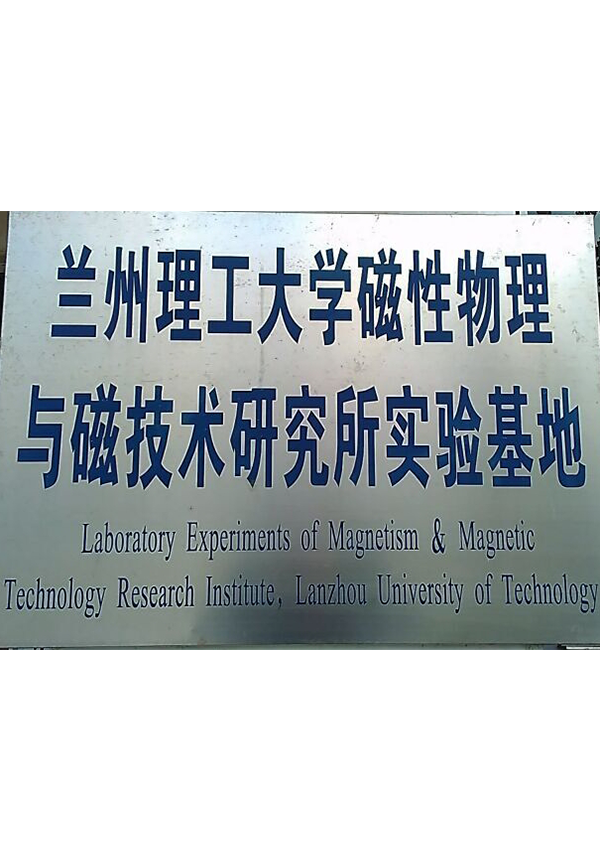 兰州理工大学磁性物理
与磁技术研究所实验基地
Laboratory Experiments of Magnetism & Magnetic
Technology Research Institute, Lanzhou University of Technology